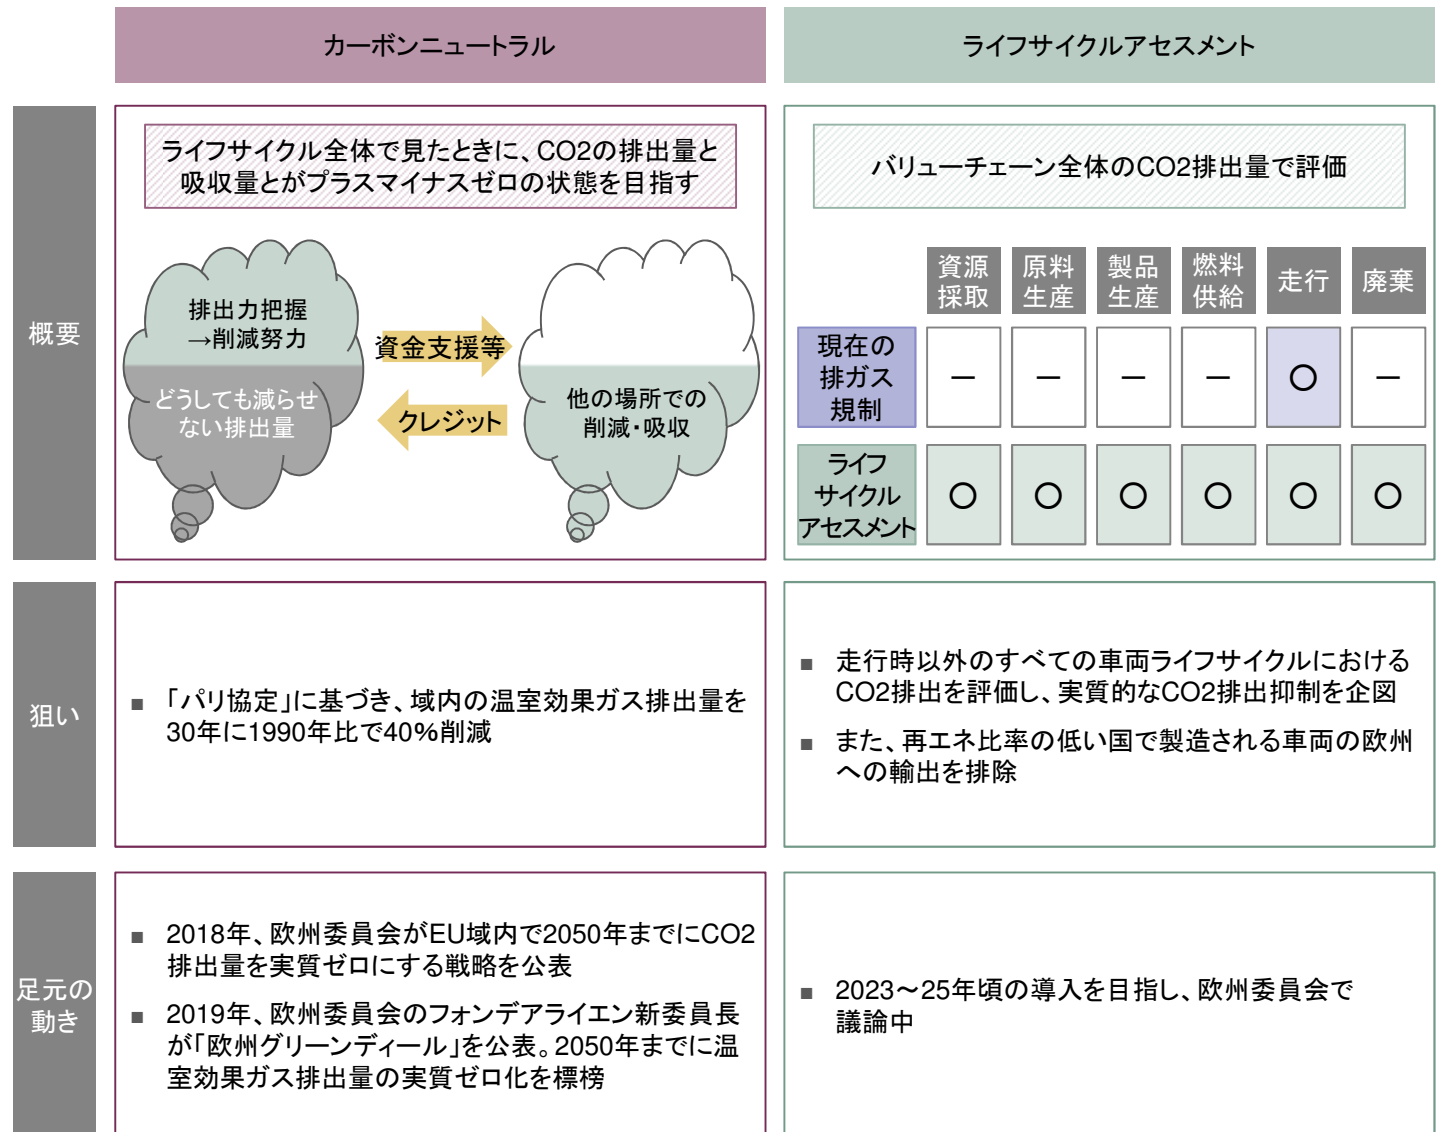 カーボンニュートラル
ライフサイクルアセスメント
概要
ライフサイクル全体で見たときに、CO2の排出量と
吸収量とがプラスマイナスゼロの状態を目指す
排出力把握
→削減努力
どうしても減らせ
ない排出量
資金支援等
クレジット
他の場所での
削減・吸収
バリューチェーン全体のCO2排出量で評価
資源
採取
原料
生産
製品
生産
燃料
供給
走行
廃棄
現在の
排ガス
規制
－ － － － ○ －
ライフ
サイクル
アセスメント
○ ○ ○ ○ ○ ○
狙い
■ 「パリ協定」に基づき、域内の温室効果ガス排出量を
30年に1990年比で40%削減
■ 走行時以外のすべての車両ライフサイクルにおける
CO2排出を評価し、実質的なCO2排出抑制を企図
■ また、再エネ比率の低い国で製造される車両の欧州
への輸出を排除
足元の
動き
■ 2018年、欧州委員会がEU域内で2050年までにCO2
排出量を実質ゼロにする戦略を公表
■ 2019年、欧州委員会のフォンデアライエン新委員長
が「欧州グリーンディール」を公表。2050年までに温
室効果ガス排出量の実質ゼロ化を標榜
■ 2023～25年頃の導入を目指し、欧州委員会で
議論中